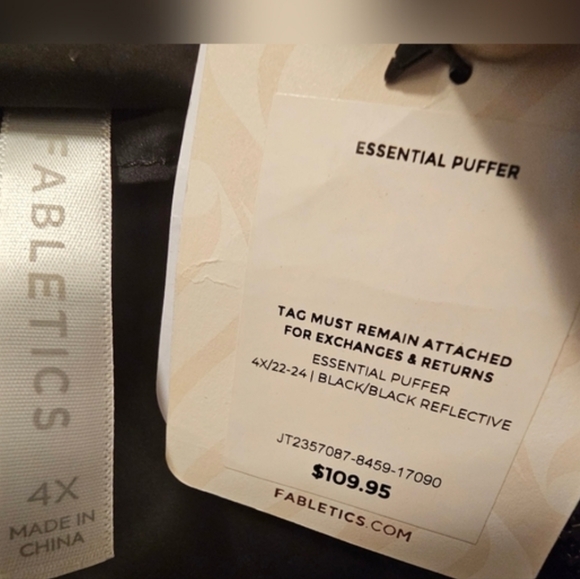 FABLETICS
4X
MADE IN
CHINA
ESSENTIAL PUFFER
TAG MUST REMAIN ATTACHED
FOR EXCHANGES & RETURNS
ESSENTIAL PUFFER
4X/22-24 | BLACK/BLACK REFLECTIVE
JT2357087-8459-17090
$109.95
FABLETICS.COM